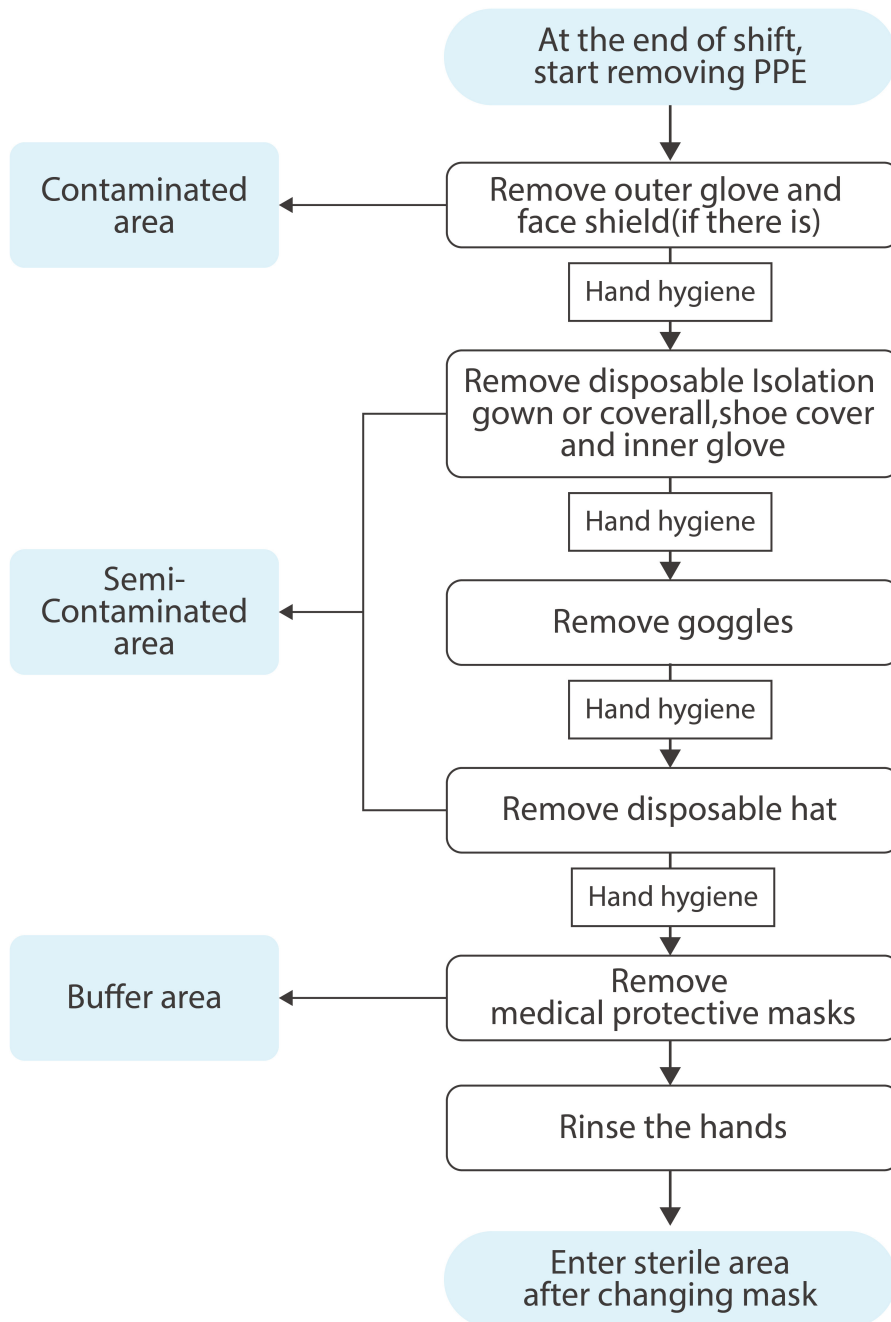 At the end of shift,
start removing PPE
Contaminated
area
Remove outer glove and
face shield(if there is)
Hand hygiene
Remove disposable Isolation
gown or coverall,shoe cover
and inner glove
Hand hygiene
Semi-
Contaminated
area
Remove goggles
Hand hygiene
Remove disposable hat
Hand hygiene
Buffer area
Remove
medical protective masks
Rinse the hands
Enter sterile area
after changing mask